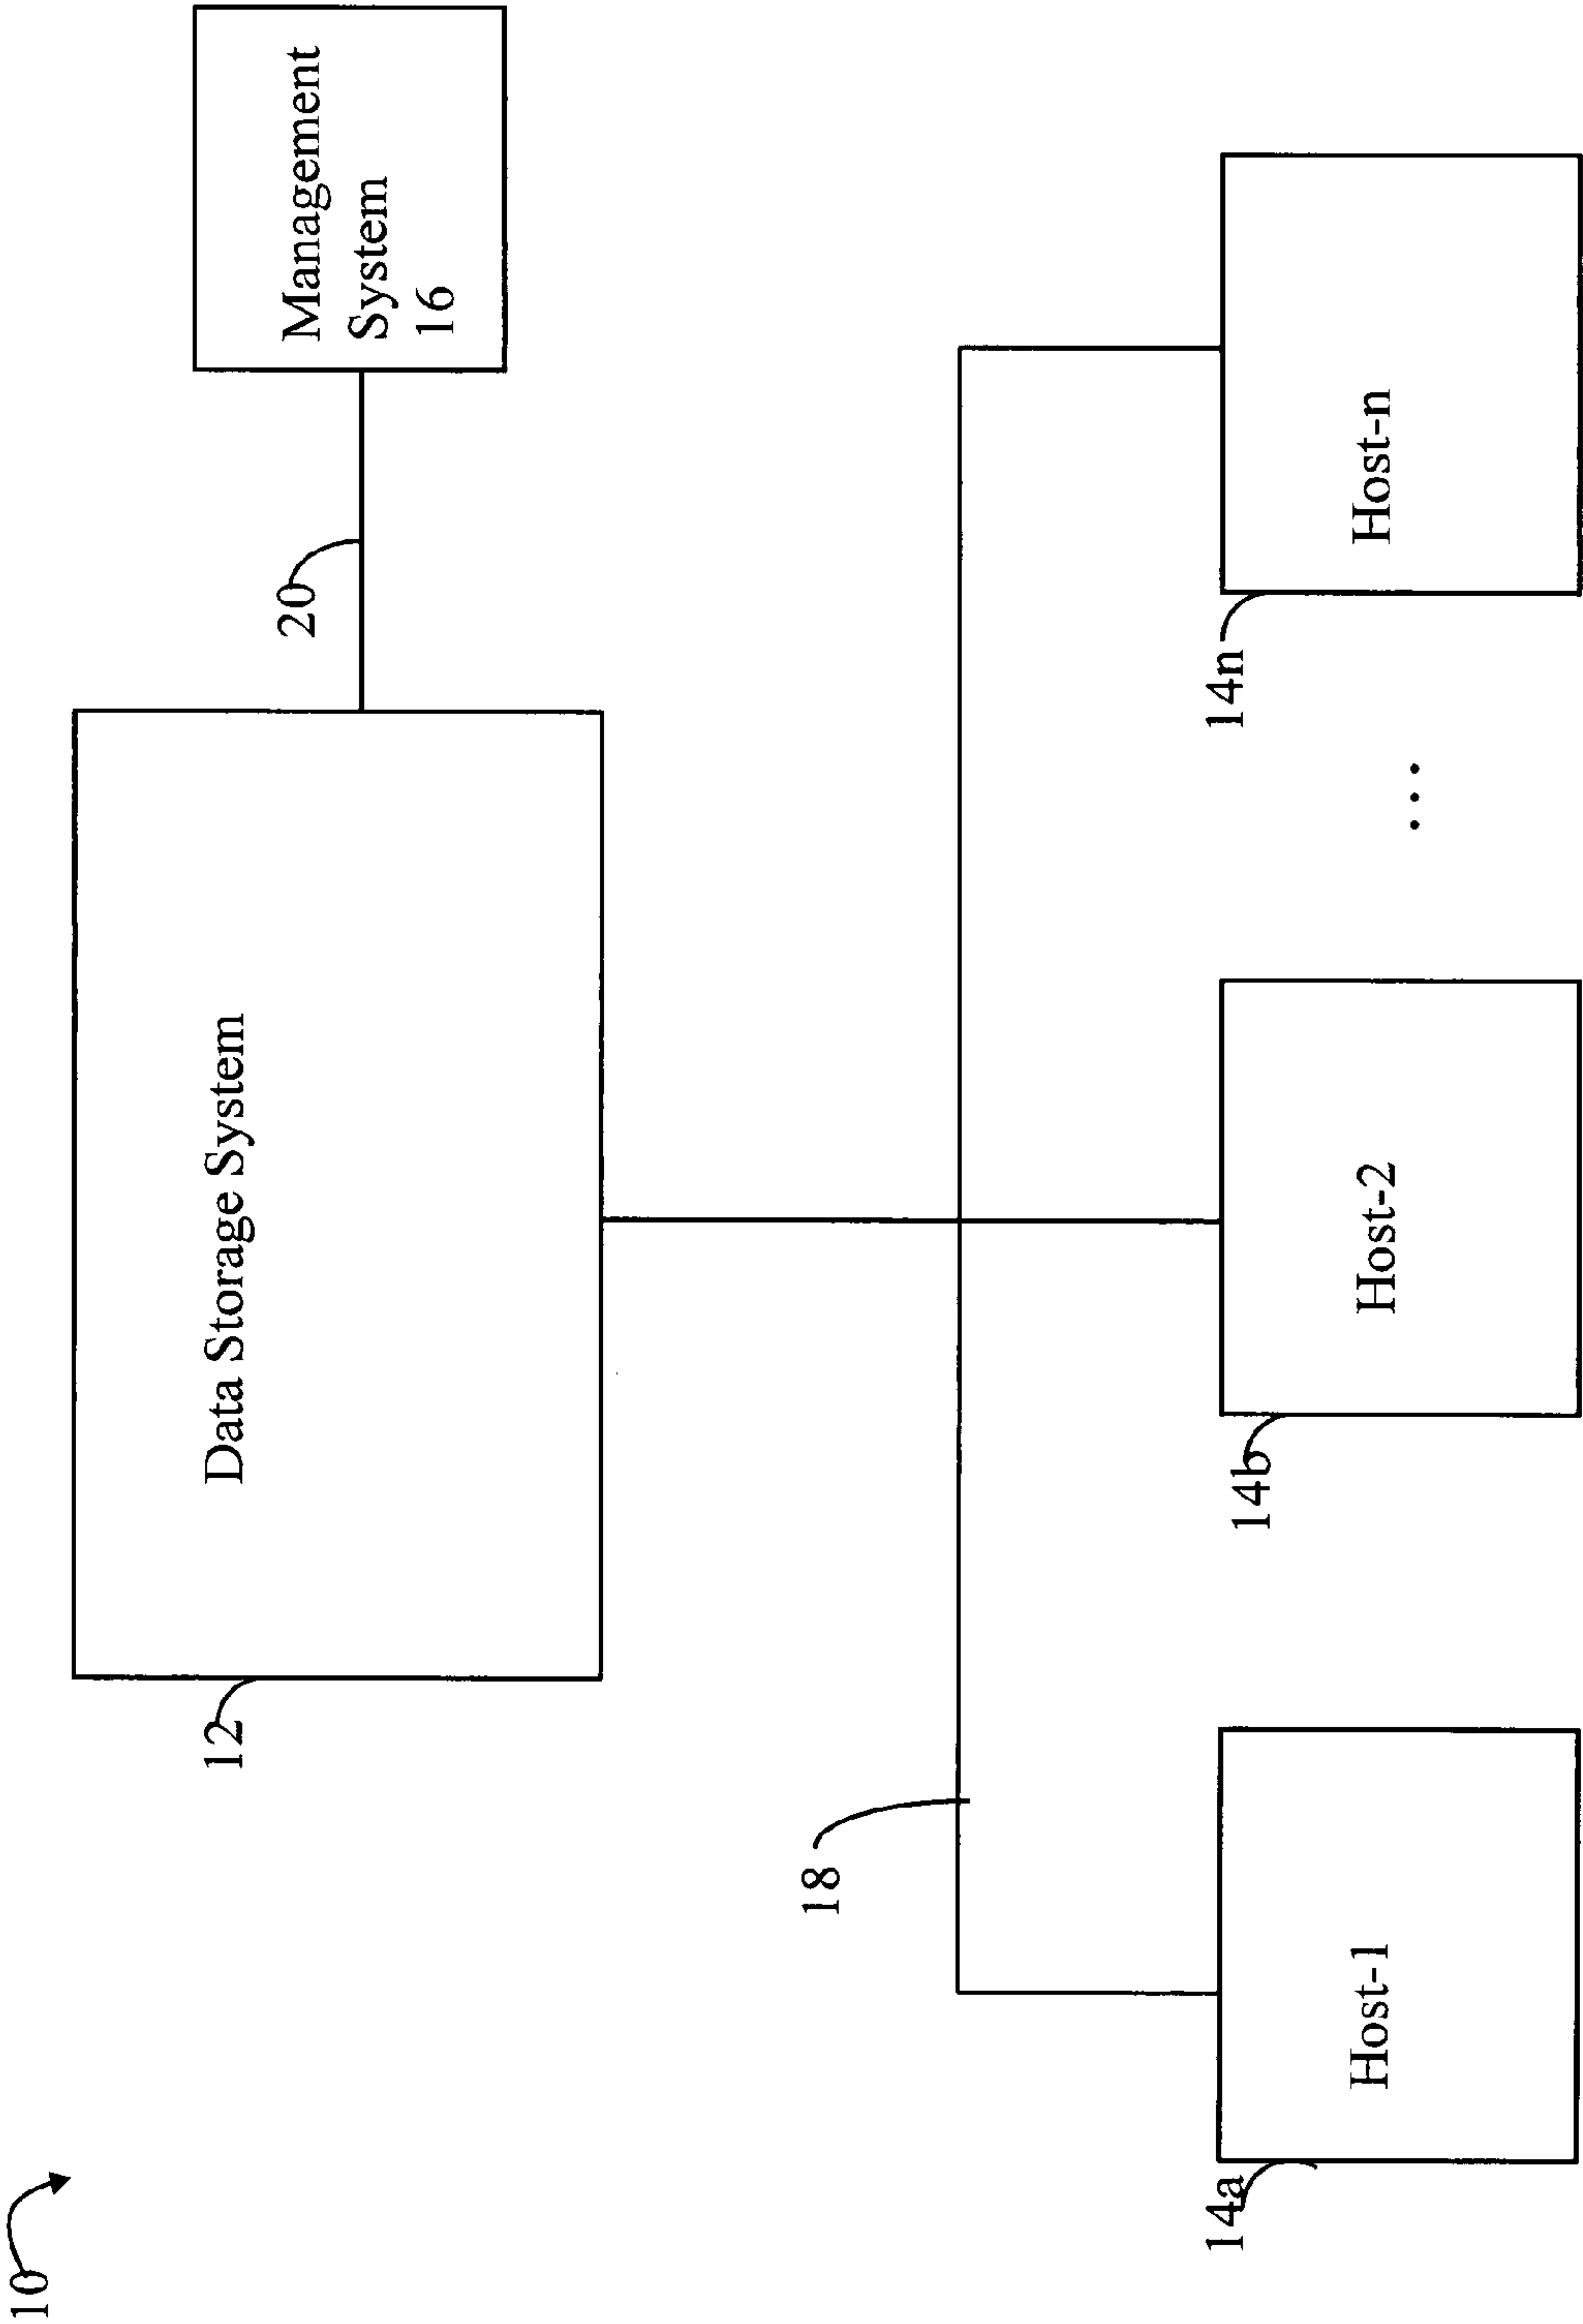 10
12
Data Storage System
20
Management
System
16
18
14a
Host-1
14b
Host-2
...
14n
Host-n